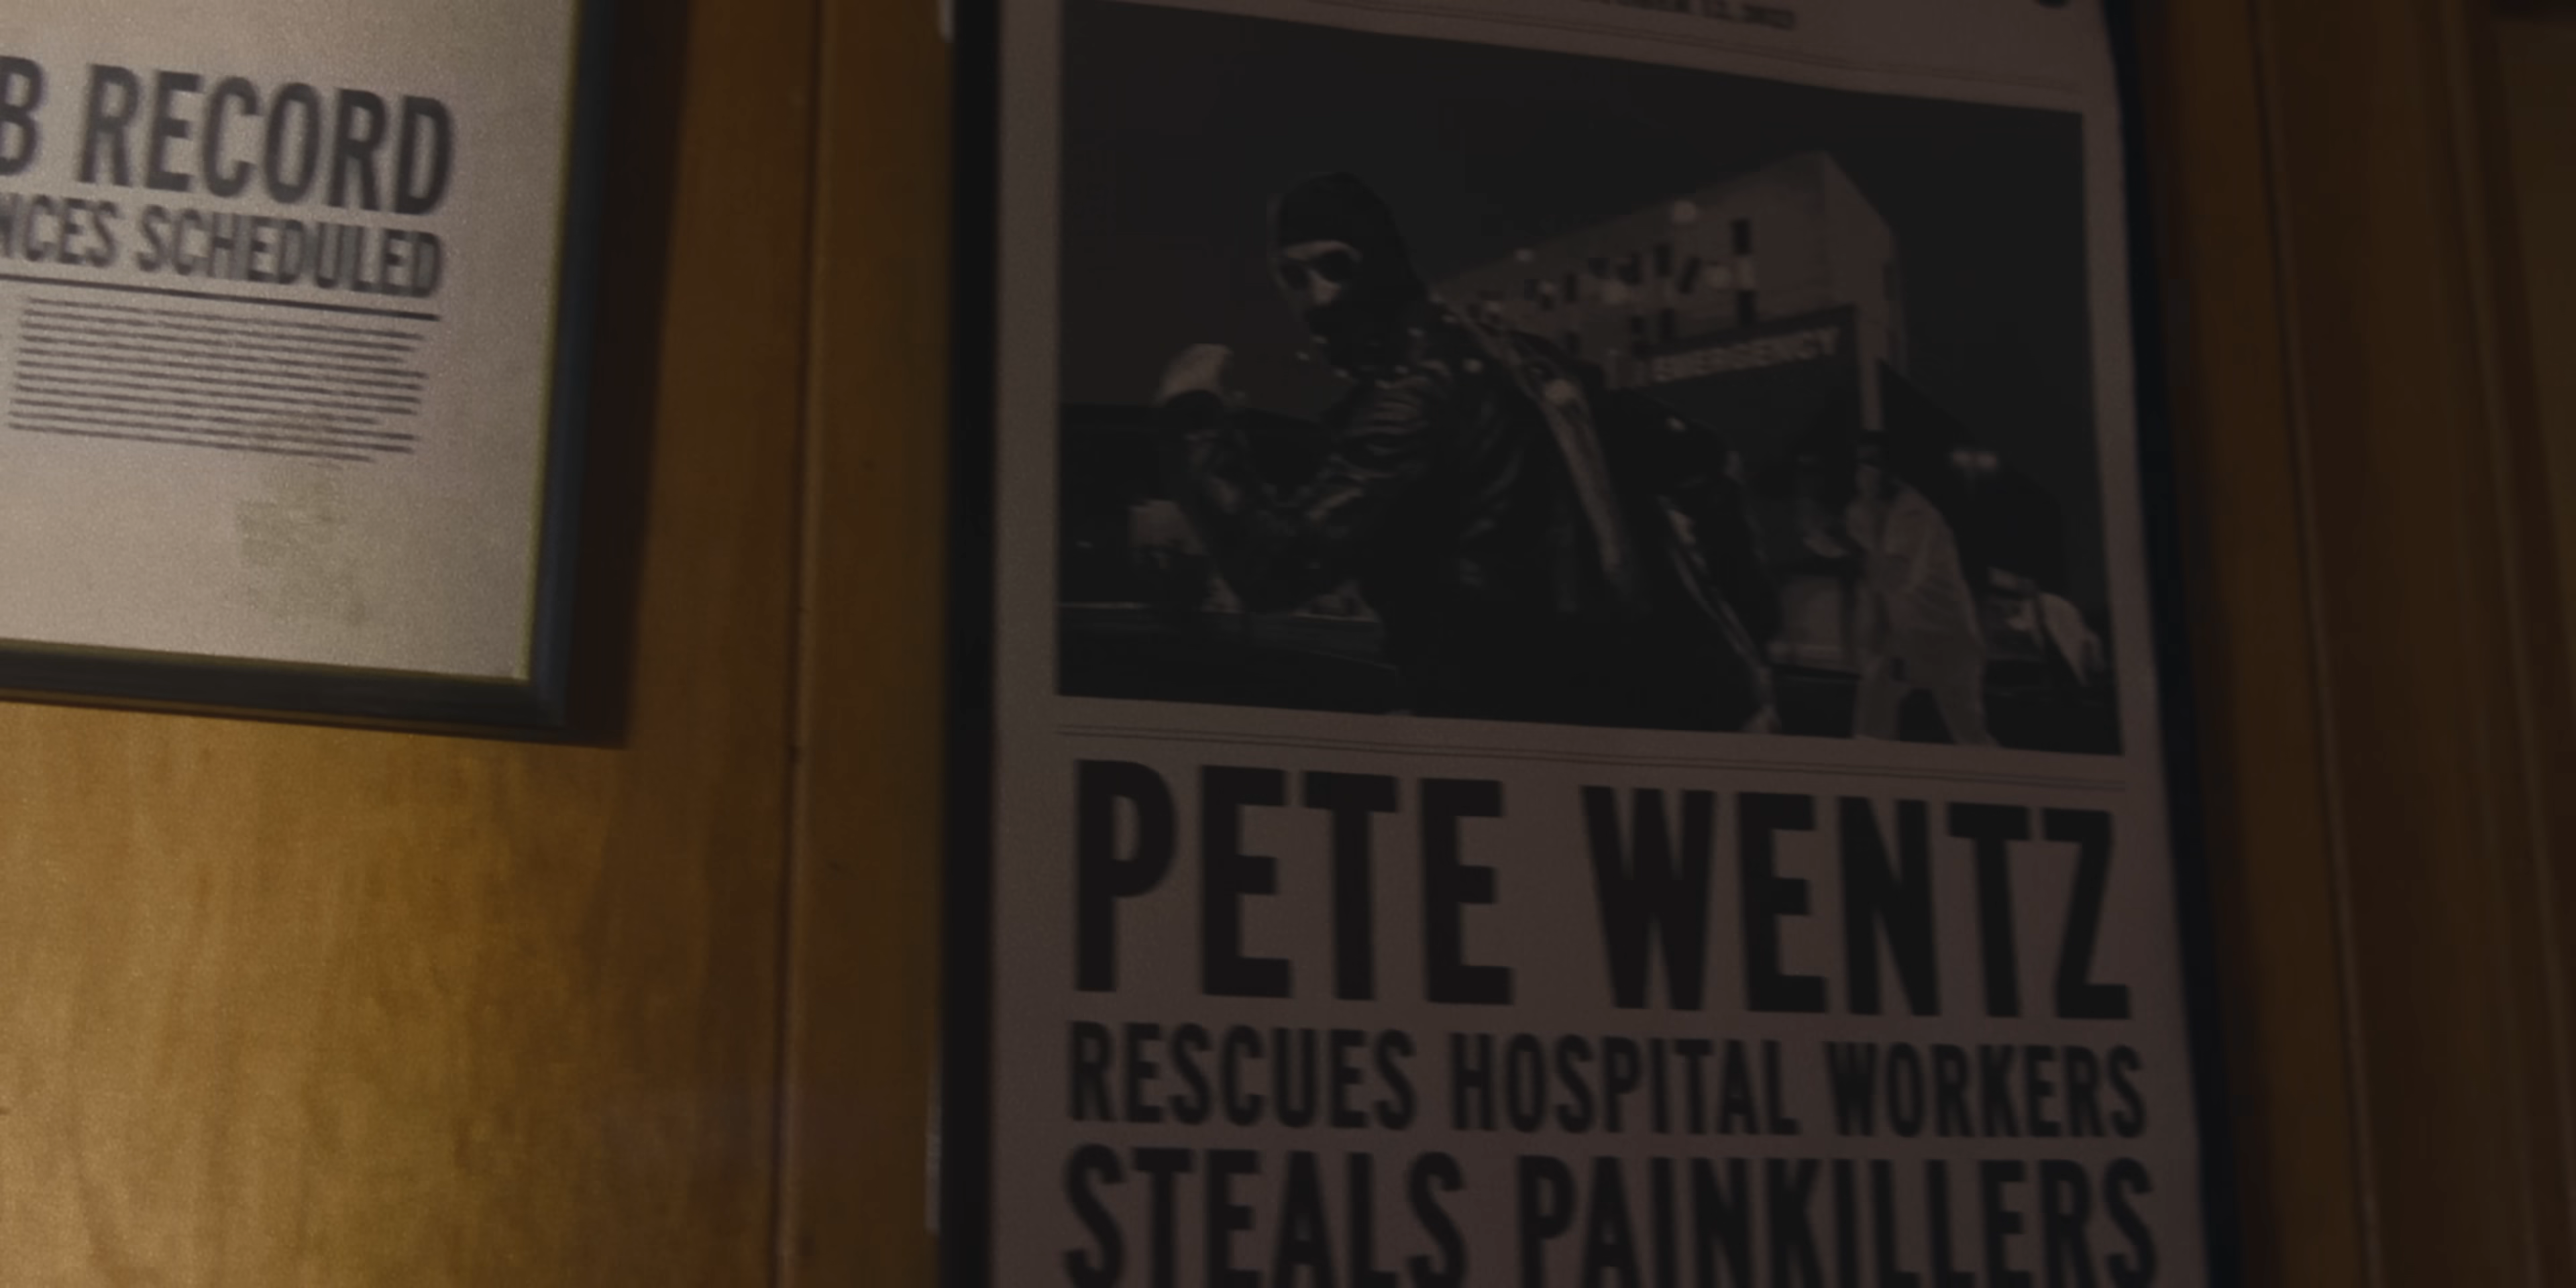 B RECORD
NCES SCHEDULED
EMERGENCY
PETE WENTZ
RESCUES HOSPITAL WORKERS
STEALS PAINKILLERS